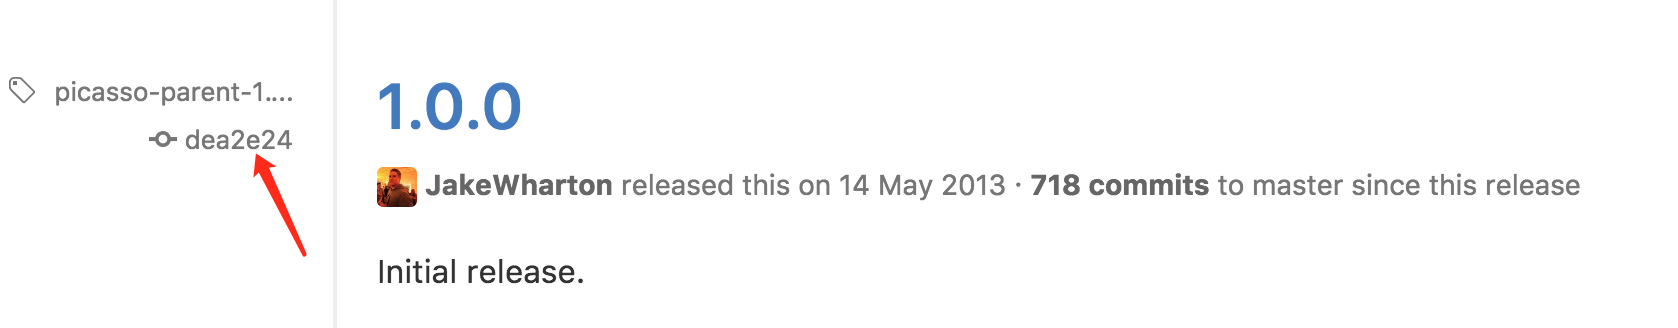 picasso-parent-1....
dea2e24
1.0.0
JakeWharton released this on 14 May 2013 · 718 commits to master since this release
Initial release.